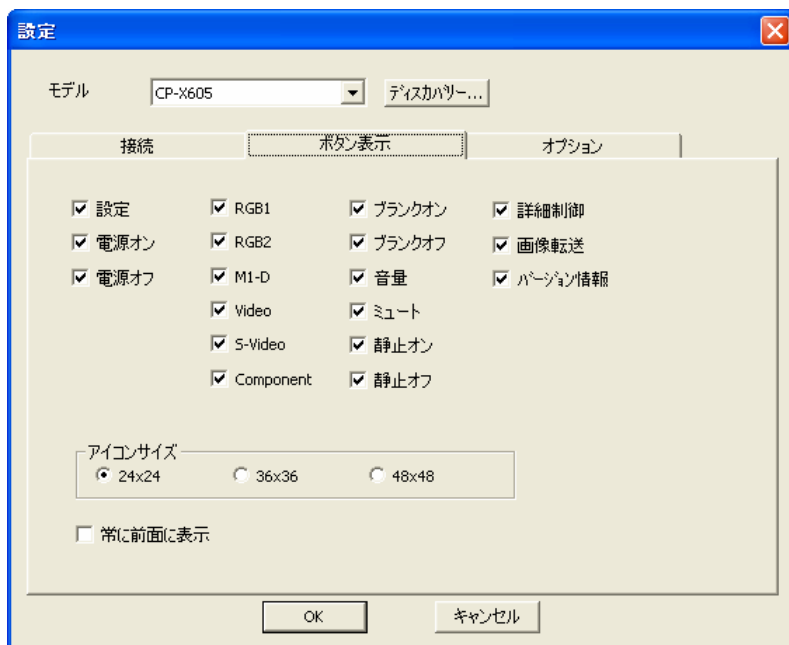 設定
モデル CP-X605 ディスカバリー...
接続 ボタン表示 オプション
設定 RGB1 ブランクオン 詳細制御
電源オン RGB2 ブランクオフ 画像転送
電源オフ M1-D 音量 バージョン情報
Video ミュート
S-Video 静止オン
Component 静止オフ
アイコンサイズ
24x24 36x36 48x48
常に前面に表示
OK キャンセル